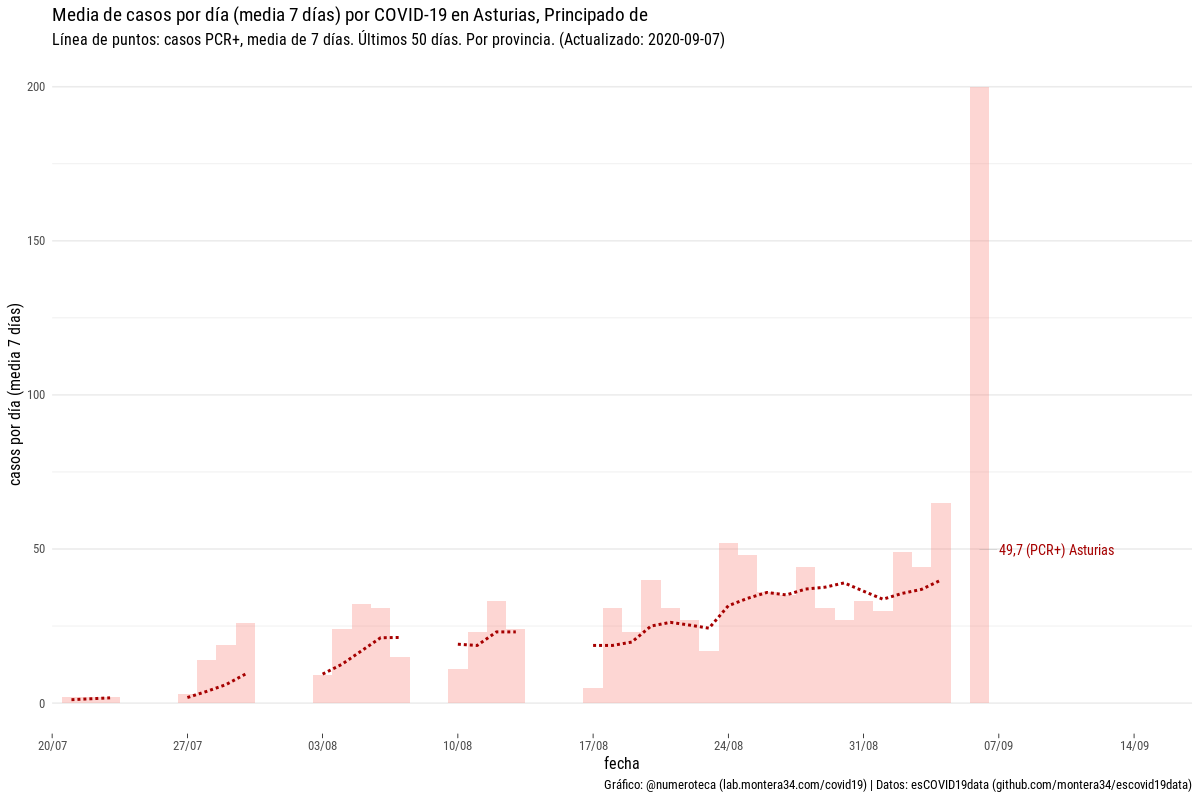 Media de casos por día (media 7 días) por COVID-19 en Asturias, Principado de
Línea de puntos: casos PCR+, media de 7 días. Últimos 50 días. Por provincia. (Actualizado: 2020-09-07)
casos por día (media 7 días)
200
150
100
50
0
49,7 (PCR+) Asturias
20/07
27/07
03/08
10/08
17/08
24/08
31/08
07/09
14/09
fecha
Gráfico: @numeroteca (lab.montera34.com/covid19) | Datos: esCOVID19data (github.com/montera34/escovid19data)